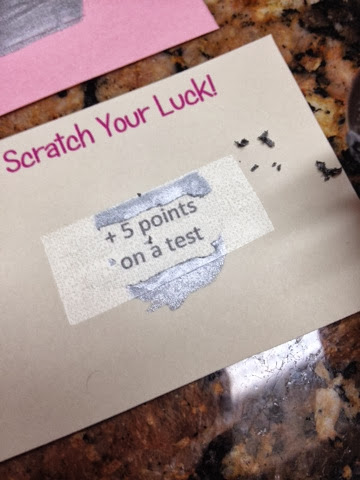 Scratch Your Luck!
+ 5 points
on a test